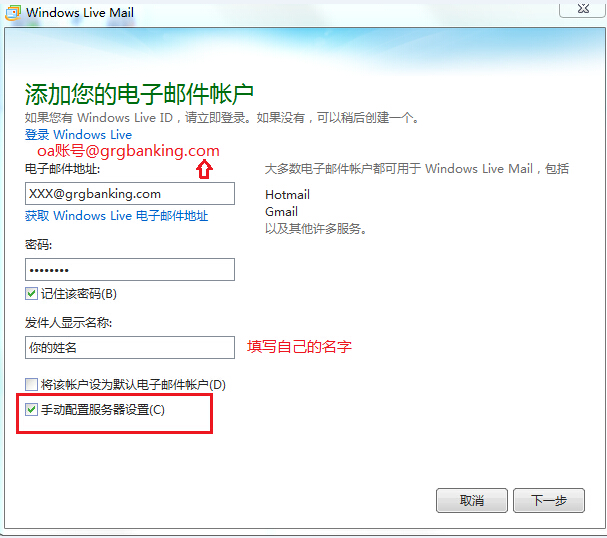 Windows Live Mail
添加您的电子邮件帐户
如果您有 Windows Live ID，请立即登录。如果没有，可以稍后创建一个。
登录 Windows Live
oa账号@grgbanking.com
电子邮件地址:
大多数电子邮件帐户都可用于 Windows Live Mail，包括
XXX@grgbanking.com
Hotmail
获取 Windows Live 电子邮件地址
Gmail
以及其他许多服务。
密码:
••••••••
记住该密码(B)
发件人显示名称:
你的姓名
填写自己的名字
将该帐户设为默认电子邮件帐户(D)
手动配置服务器设置(C)
取消
下一步